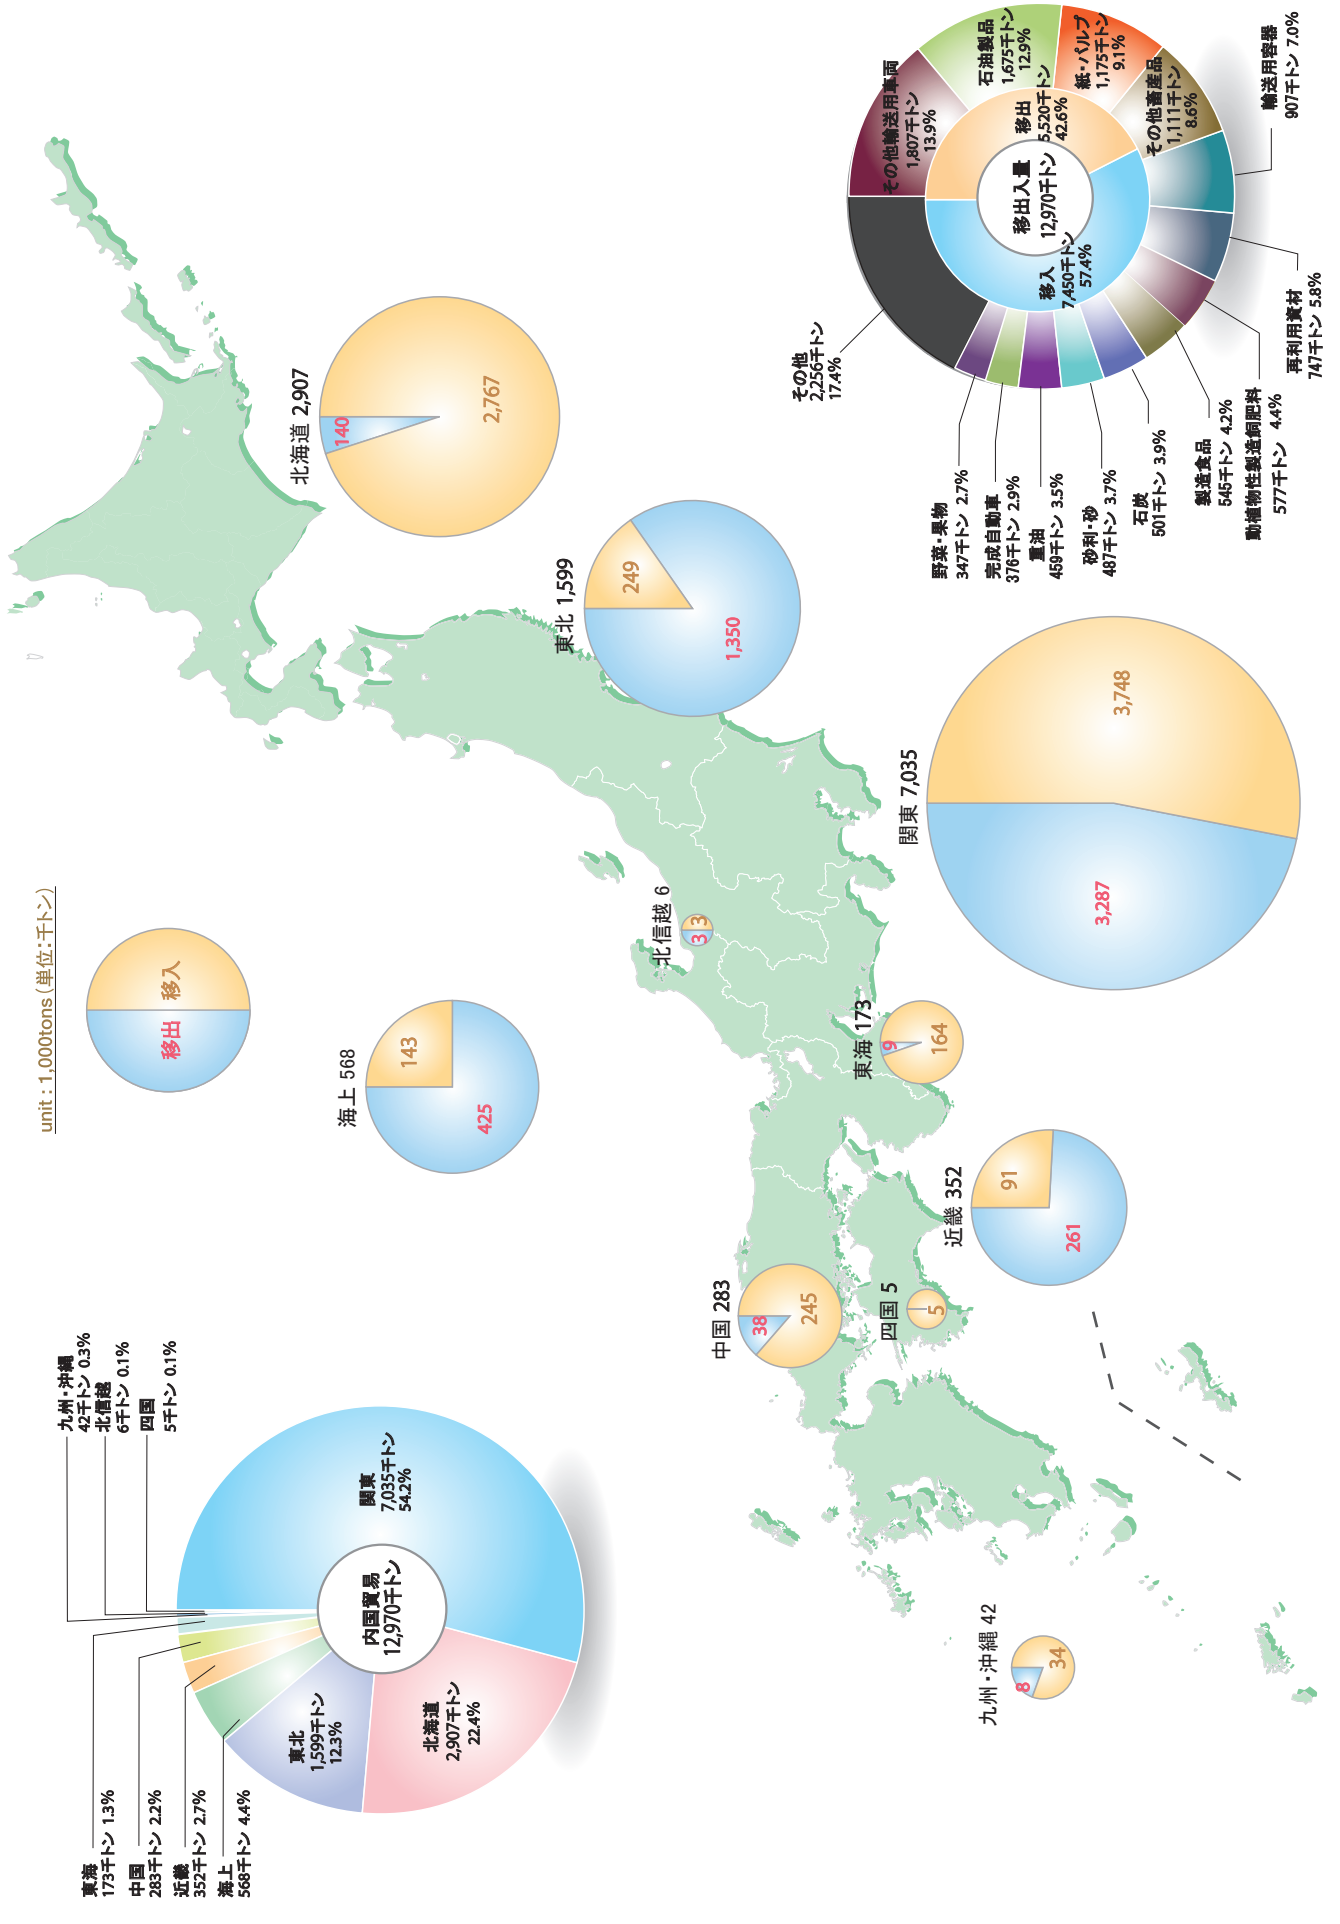 unit : 1,000tons (単位:千トン)
移出
移入
九州・沖縄
42千トン 0.3%
北信越
6千トン 0.1%
四国
5千トン 0.1%
関東
7,035千トン
54.2%
内国貿易
12,970千トン
北海道
2,907千トン
22.4%
東北
1,599千トン
12.3%
東海
173千トン 1.3%
中国
283千トン 2.2%
近畿
352千トン 2.7%
海上
568千トン 4.4%
海上 568
143
425
北海道 2,907
140
2,767
東北 1,599
249
1,350
関東 7,035
3,748
3,287
北信越 6
3
3
東海 173
9
164
近畿 352
91
261
中国 283
38
245
四国 5
5
九州・沖縄 42
8
34
移出入量
12,970千トン
移出
5,520千トン
42.6%
移入
7,450千トン
57.4%
その他輸送用車両
1,807千トン
13.9%
石油製品
1,675千トン
12.9%
紙・パルプ
1,175千トン
9.1%
その他畜産品
1,111千トン
8.6%
輸送用容器
907千トン 7.0%
再利用資材
747千トン 5.8%
動植物性製造飼肥料
577千トン 4.4%
製造食品
545千トン 4.2%
石炭
501千トン 3.9%
砂利・砂
487千トン 3.7%
重油
459千トン 3.5%
完成自動車
376千トン 2.9%
野菜・果物
347千トン 2.7%
その他
2,256千トン
17.4%